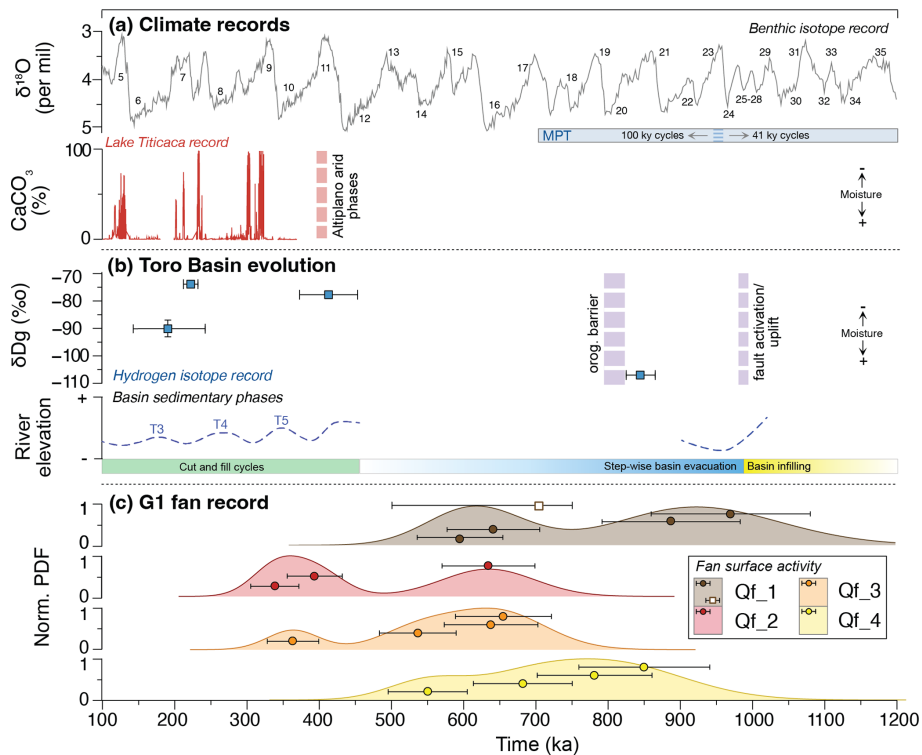 (a) Climate records
Benthic isotope record
δ¹⁸O
(per mil)
3
4
5
5
6
7
8
9
10
11
12
13
14
15
16
17
18
19
20
21
22
23
24
25-28
29
30
31
32
33
34
35
MPT
100 ky cycles
41 ky cycles
Lake Titicaca record
CaCO₃
(%)
100
0
Altiplano arid
phases
-
Moisture
+
(b) Toro Basin evolution
δDg (%o)
−70
−80
−90
−100
−110
orog. barrier
fault activation/
uplift
-
Moisture
+
Hydrogen isotope record
Basin sedimentary phases
River
elevation
+
-
T3
T4
T5
Cut and fill cycles
Step-wise basin evacuation
Basin infilling
(c) G1 fan record
Norm. PDF
1
0
1
0
1
0
1
0
Fan surface activity
Qf_1
Qf_3
Qf_2
Qf_4
100
200
300
400
500
600
700
800
900
1000
1100
1200
Time (ka)